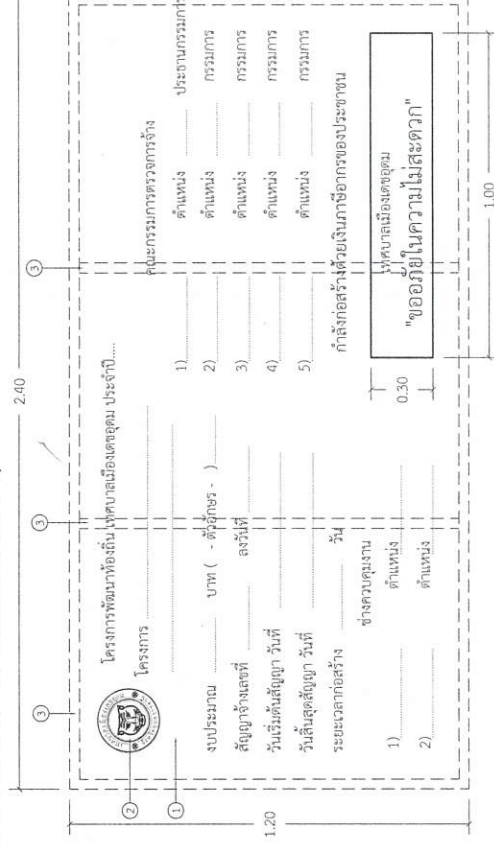 2.40
③ ③ ③
โครงการพัฒนาท้องถิ่น เทศบาลเมืองเดชอุดม ประจำปี.....
② โครงการ
①
งบประมาณ บาท ( - ตัวอักษร - )
สัญญาจ้างเลขที่ ลงวันที่
วันเริ่มต้นสัญญา วันที่
วันสิ้นสุดสัญญา วันที่
ระยะเวลาก่อสร้าง วัน
ช่างควบคุมงาน
1) ตำแหน่ง
2) ตำแหน่ง
คณะกรรมการตรวจการจ้าง
1) ตำแหน่ง ประธานกรรมการ
2) ตำแหน่ง กรรมการ
3) ตำแหน่ง กรรมการ
4) ตำแหน่ง กรรมการ
5) ตำแหน่ง กรรมการ
กำลังก่อสร้างด้วยเงินภาษีอากรของประชาชน
เทศบาลเมืองเดชอุดม
"ขออภัยในความไม่สะดวก"
0.30
1.00
1.20